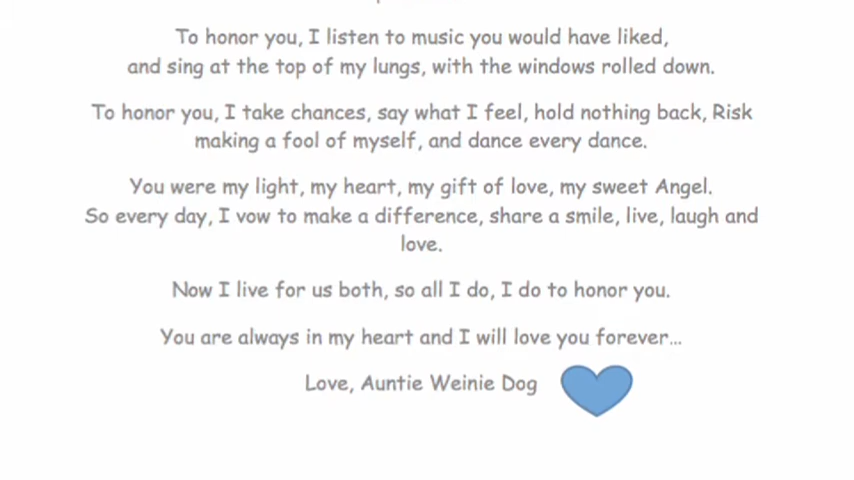 To honor you, I listen to music you would have liked,
and sing at the top of my lungs, with the windows rolled down.
To honor you, I take chances, say what I feel, hold nothing back, Risk
making a fool of myself, and dance every dance.
You were my light, my heart, my gift of love, my sweet Angel.
So every day, I vow to make a difference, share a smile, live, laugh and
love.
Now I live for us both, so all I do, I do to honor you.
You are always in my heart and I will love you forever…
Love, Auntie Weinie Dog